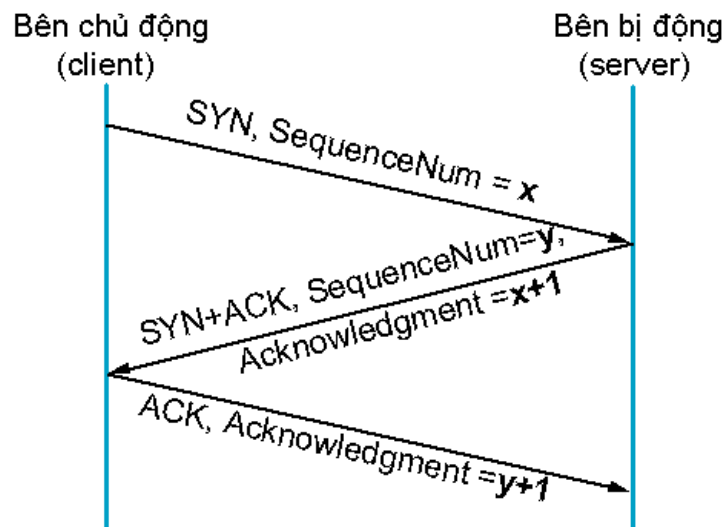 Bên chủ động
(client)
Bên bị động
(server)
SYN, SequenceNum = x
SYN+ACK, SequenceNum=y,
Acknowledgment =x+1
ACK, Acknowledgment =y+1